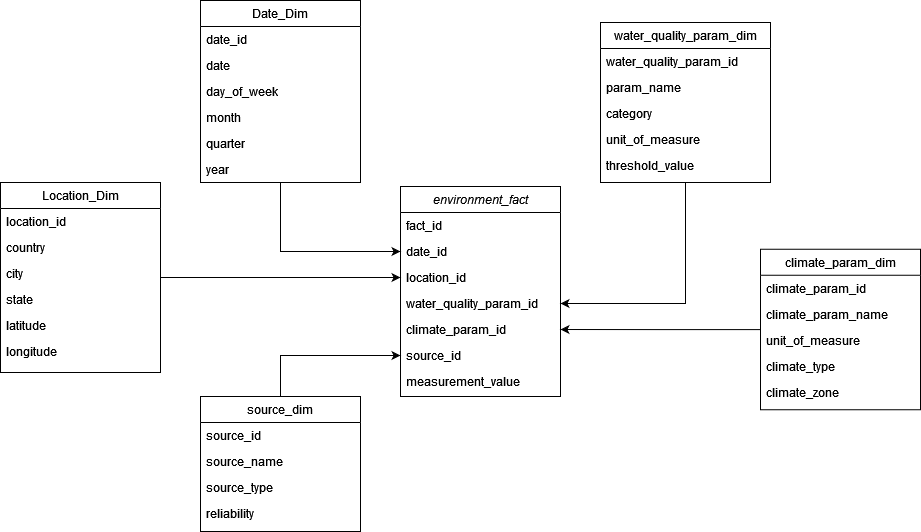 Date_Dim
date_id
date
day_of_week
month
quarter
year
water_quality_param_dim
water_quality_param_id
param_name
category
unit_of_measure
threshold_value
Location_Dim
location_id
country
city
state
latitude
longitude
environment_fact
fact_id
date_id
location_id
water_quality_param_id
climate_param_id
source_id
measurement_value
climate_param_dim
climate_param_id
climate_param_name
unit_of_measure
climate_type
climate_zone
source_dim
source_id
source_name
source_type
reliability